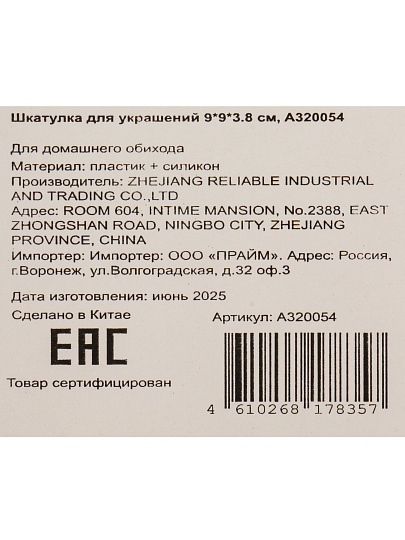 Шкатулка для украшений 9*9*3.8 см, А320054
Для домашнего обихода
Материал: пластик + силикон
Производитель: ZHEJIANG RELIABLE INDUSTRIAL
AND TRADING CO.,LTD
Адрес: ROOM 604, INTIME MANSION, No.2388, EAST
ZHONGSHAN ROAD, NINGBO CITY, ZHEJIANG
PROVINCE, CHINA
Импортер: Импортер: ООО «ПРАЙМ». Адрес: Россия,
г.Воронеж, ул.Волгоградская, д.32 оф.3
Дата изготовления: июнь 2025
Сделано в Китае
Артикул: А320054
ЕАС
Товар сертифицирован
4 610268 178357